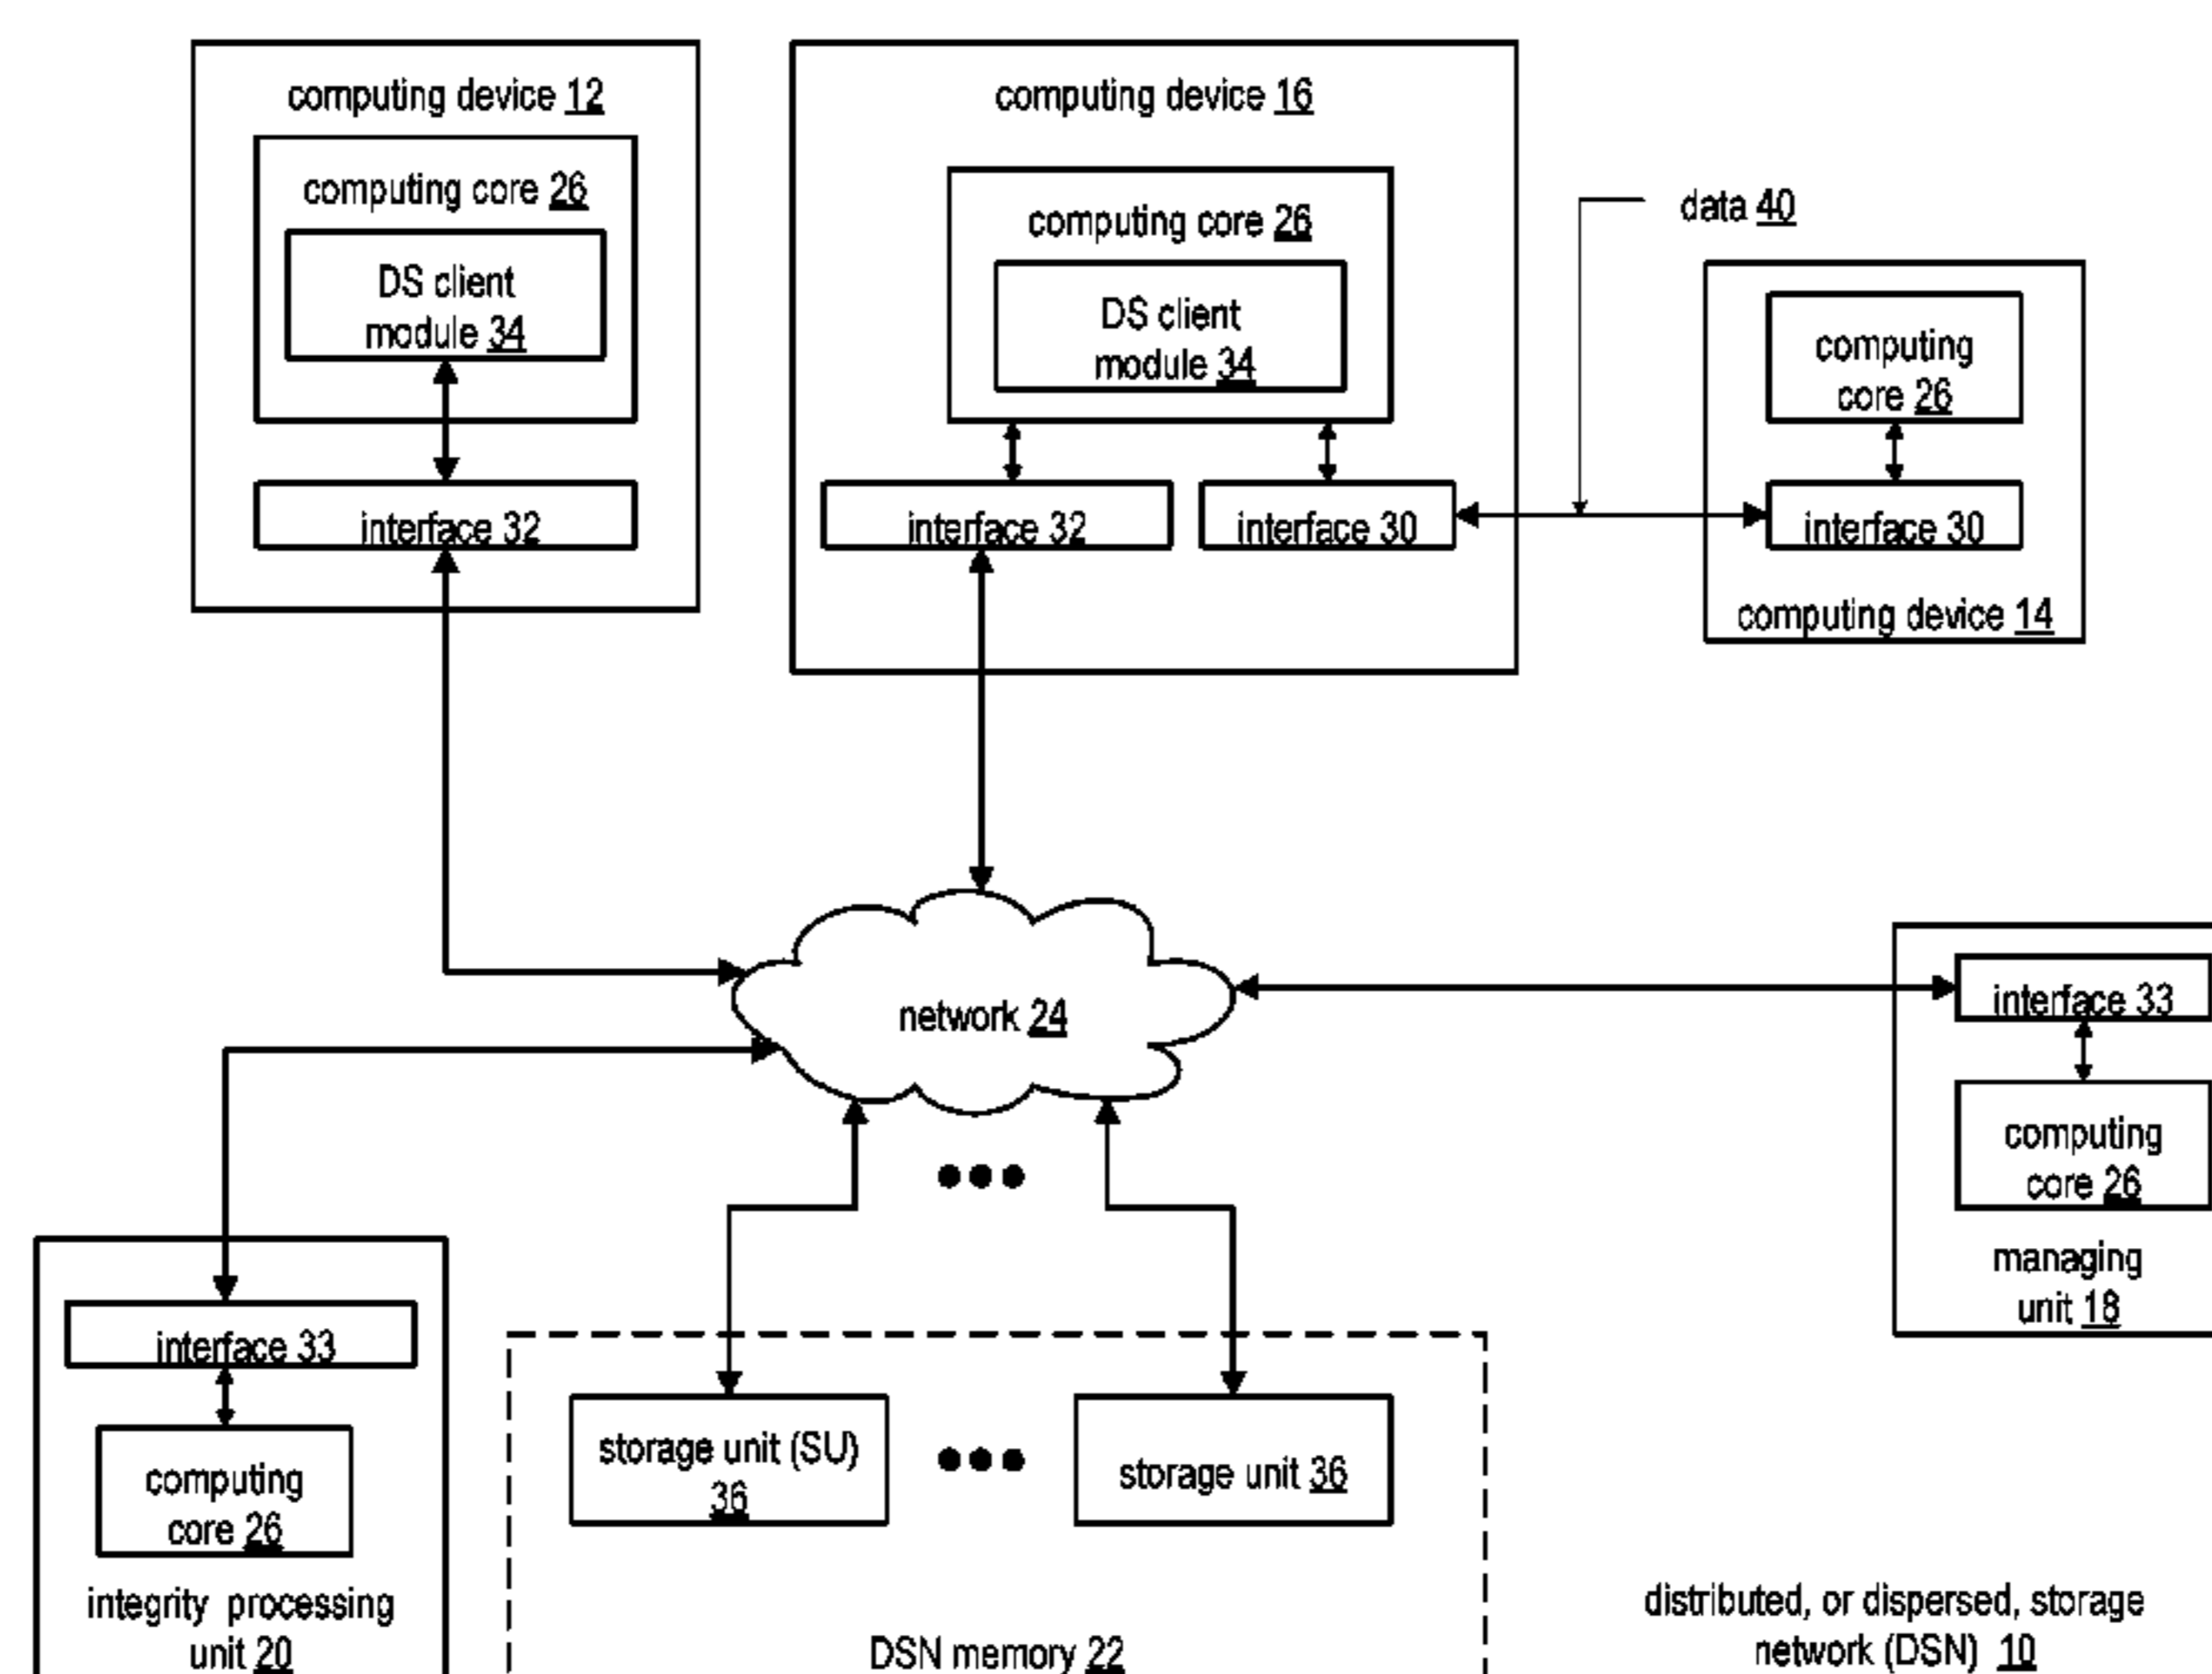 computing device 12
computing core 26
DS client
module 34
interface 32
computing device 16
computing core 26
DS client
module 34
interface 32
interface 30
data 40
computing
core 26
interface 30
computing device 14
network 24
interface 33
computing
core 26
managing
unit 18
interface 33
computing
core 26
integrity processing
unit 20
storage unit (SU)
36
storage unit 36
DSN memory 22
distributed, or dispersed, storage
network (DSN) 10